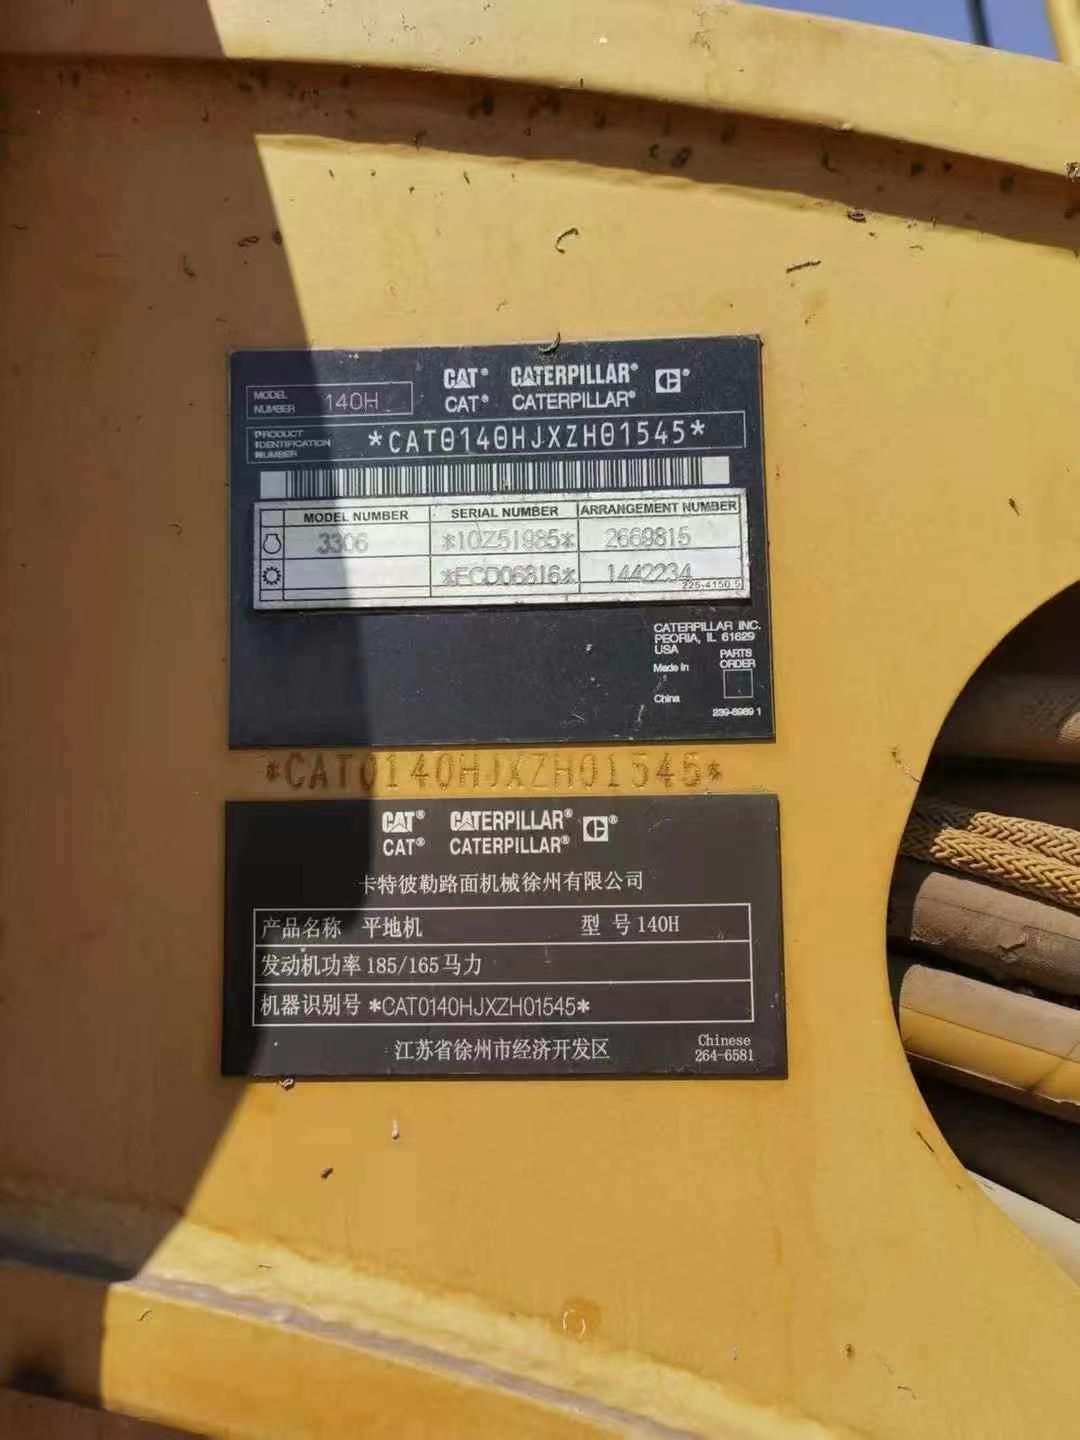 CAT® CATERPILLAR® C®
CAT® CATERPILLAR®
MODEL NUMBER 140H
PRODUCT IDENTIFICATION NUMBER *CAT0140HJXZH01545*
MODEL NUMBER SERIAL NUMBER ARRANGEMENT NUMBER
3306 *10Z51985* 2669815
*ECD06816* 1442234
225-4150 5
CATERPILLAR INC.
PEORIA, IL 61629
USA
PARTS ORDER
Made in
China
239-6989 1
*CAT0140HJXZH01545*
CAT® CATERPILLAR® C®
CAT® CATERPILLAR®
卡特彼勒路面机械徐州有限公司
产品名称 平地机 型 号 140H
发动机功率 185/165 马力
机器识别号 *CAT0140HJXZH01545*
江苏省徐州市经济开发区
Chinese
264-6581